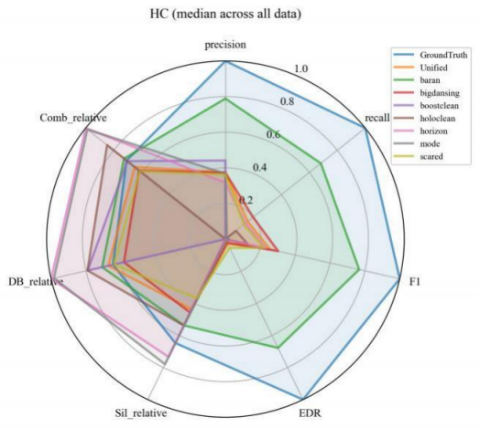 HC (median across all data)
precision
1.0
0.8
0.6
0.4
0.2
GroundTruth
Unified
baran
bigdansing
boostclean
holoclean
horizon
mode
scared
Comb_relative
recall
DB_relative
F1
Sil_relative
EDR